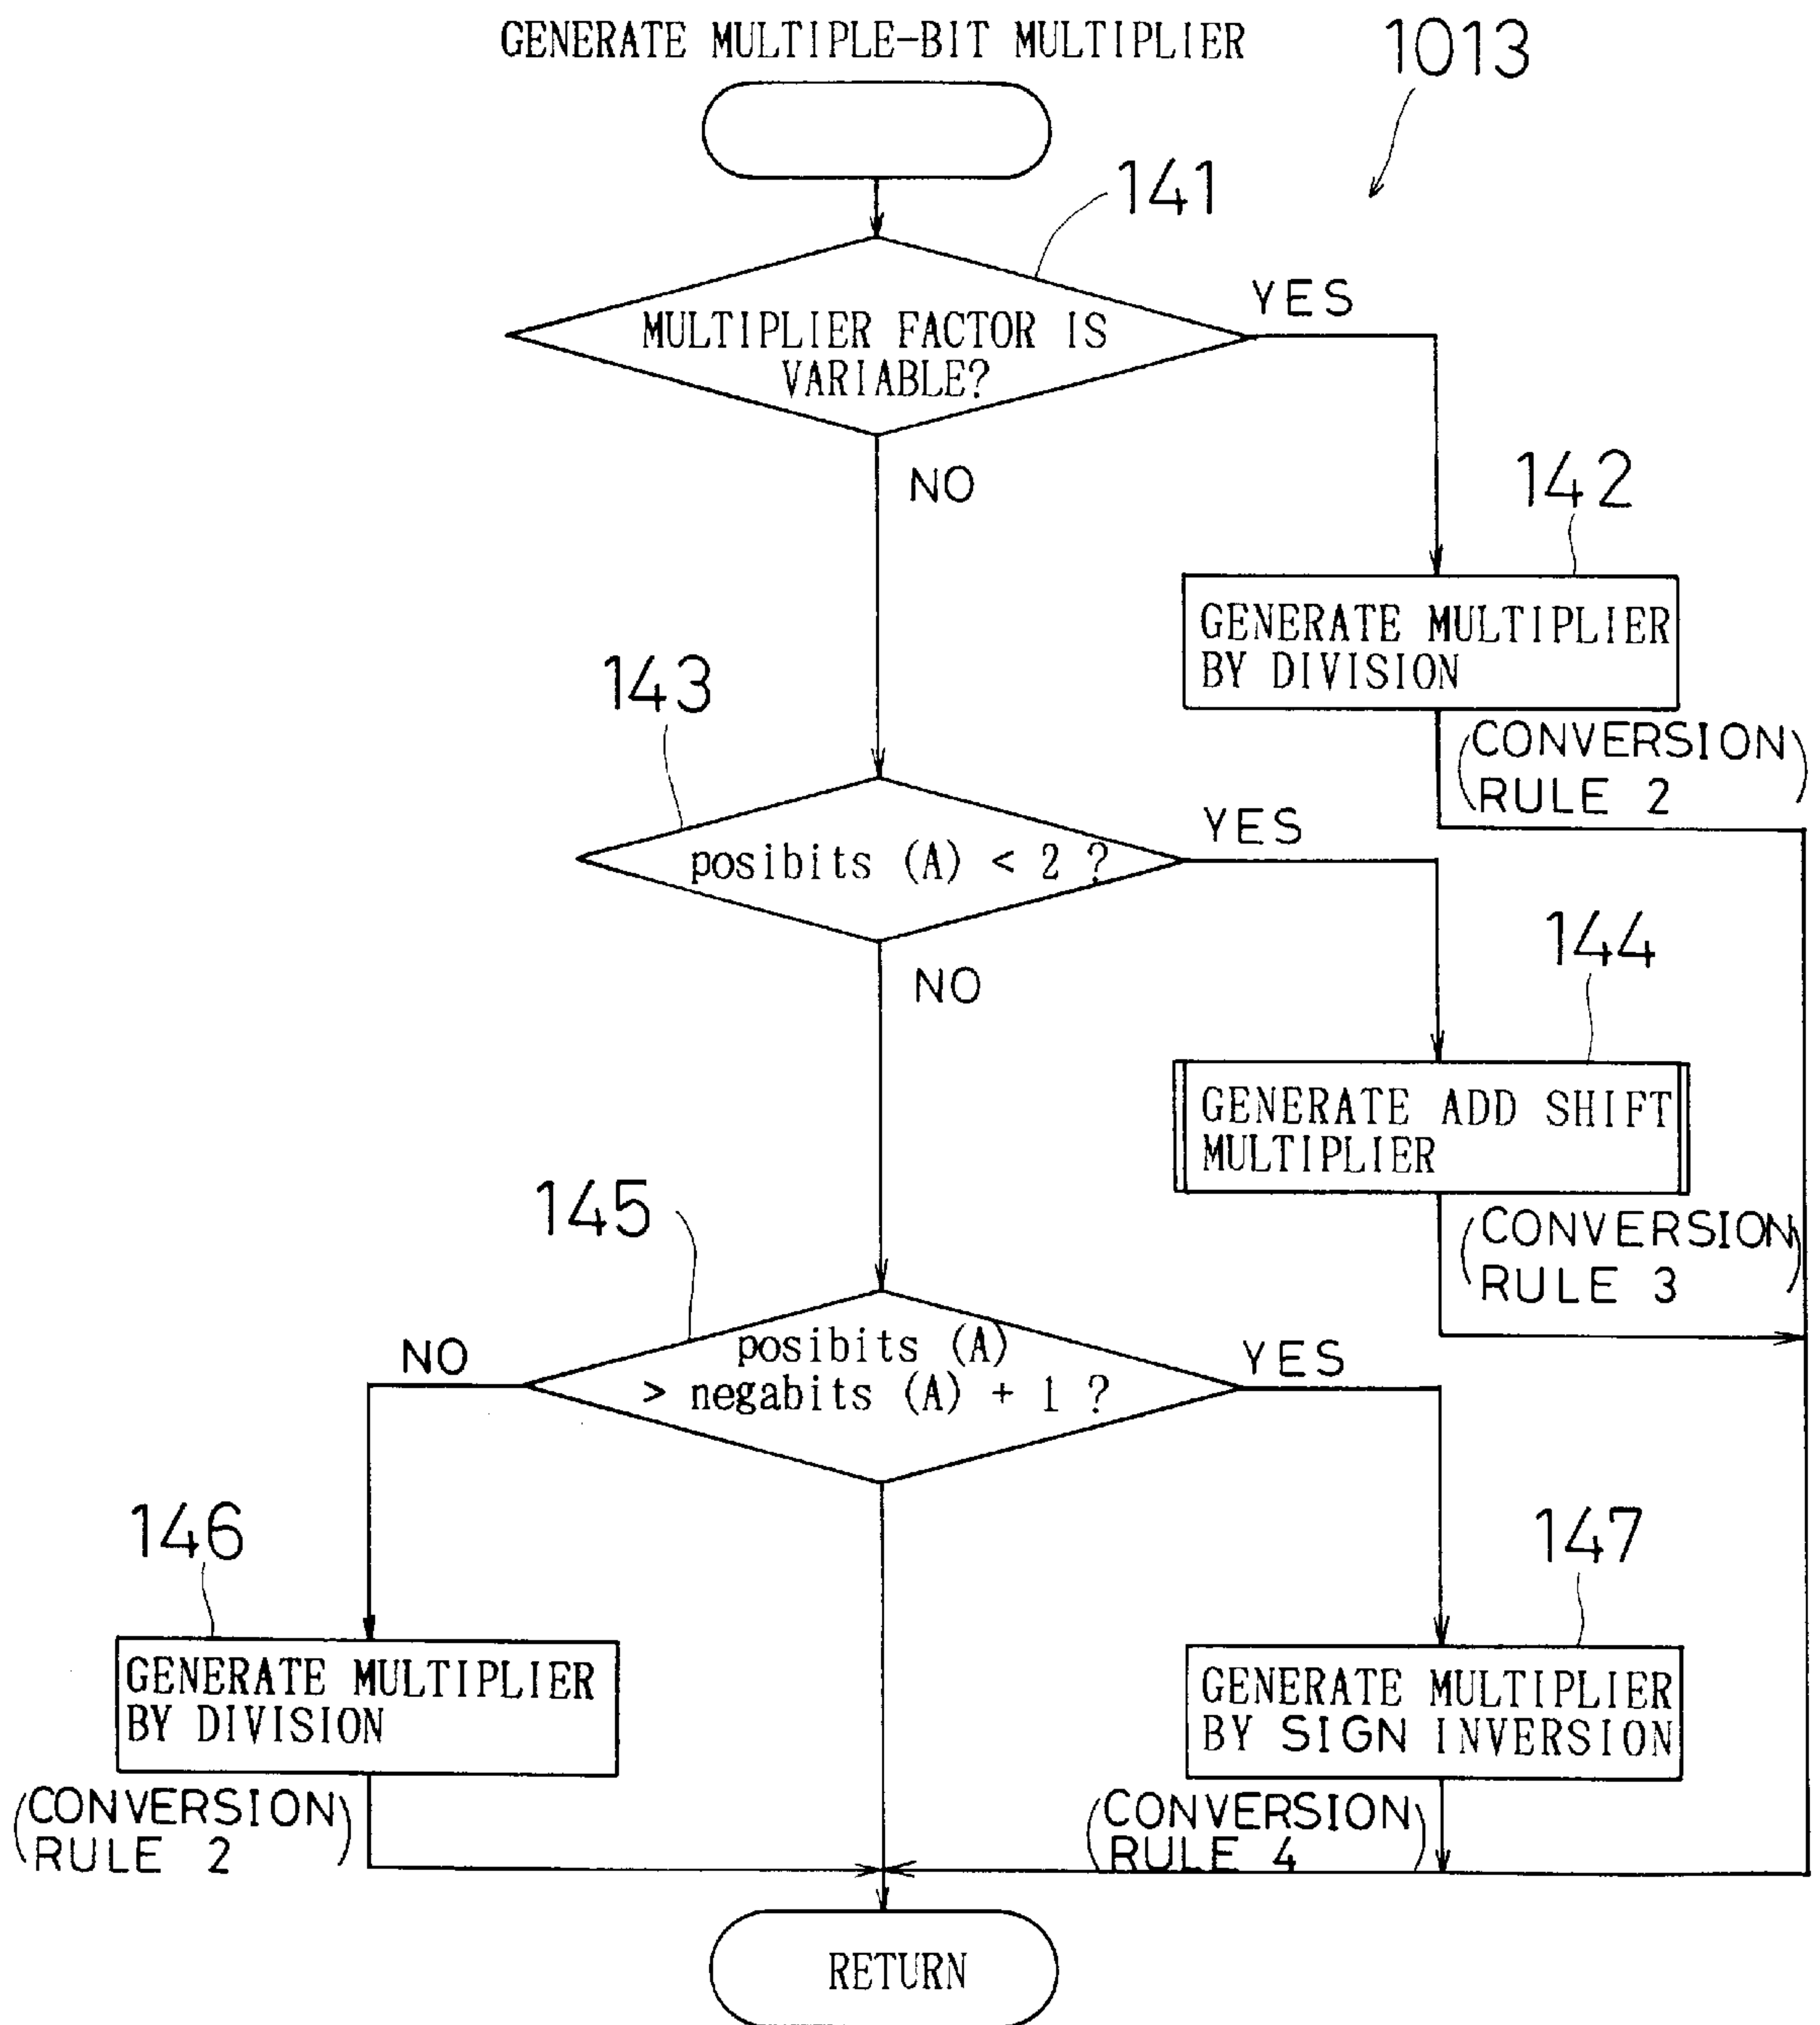 GENERATE MULTIPLE-BIT MULTIPLIER
1013
141
MULTIPLIER FACTOR IS
VARIABLE?
YES
NO
142
GENERATE MULTIPLIER
BY DIVISION
(CONVERSION
RULE 2)
143
posibits (A) < 2 ?
YES
NO
144
GENERATE ADD SHIFT
MULTIPLIER
(CONVERSION
RULE 3)
145
posibits (A)
> negabits (A) + 1 ?
NO
YES
146
GENERATE MULTIPLIER
BY DIVISION
(CONVERSION
RULE 2)
147
GENERATE MULTIPLIER
BY SIGN INVERSION
(CONVERSION
RULE 4)
RETURN